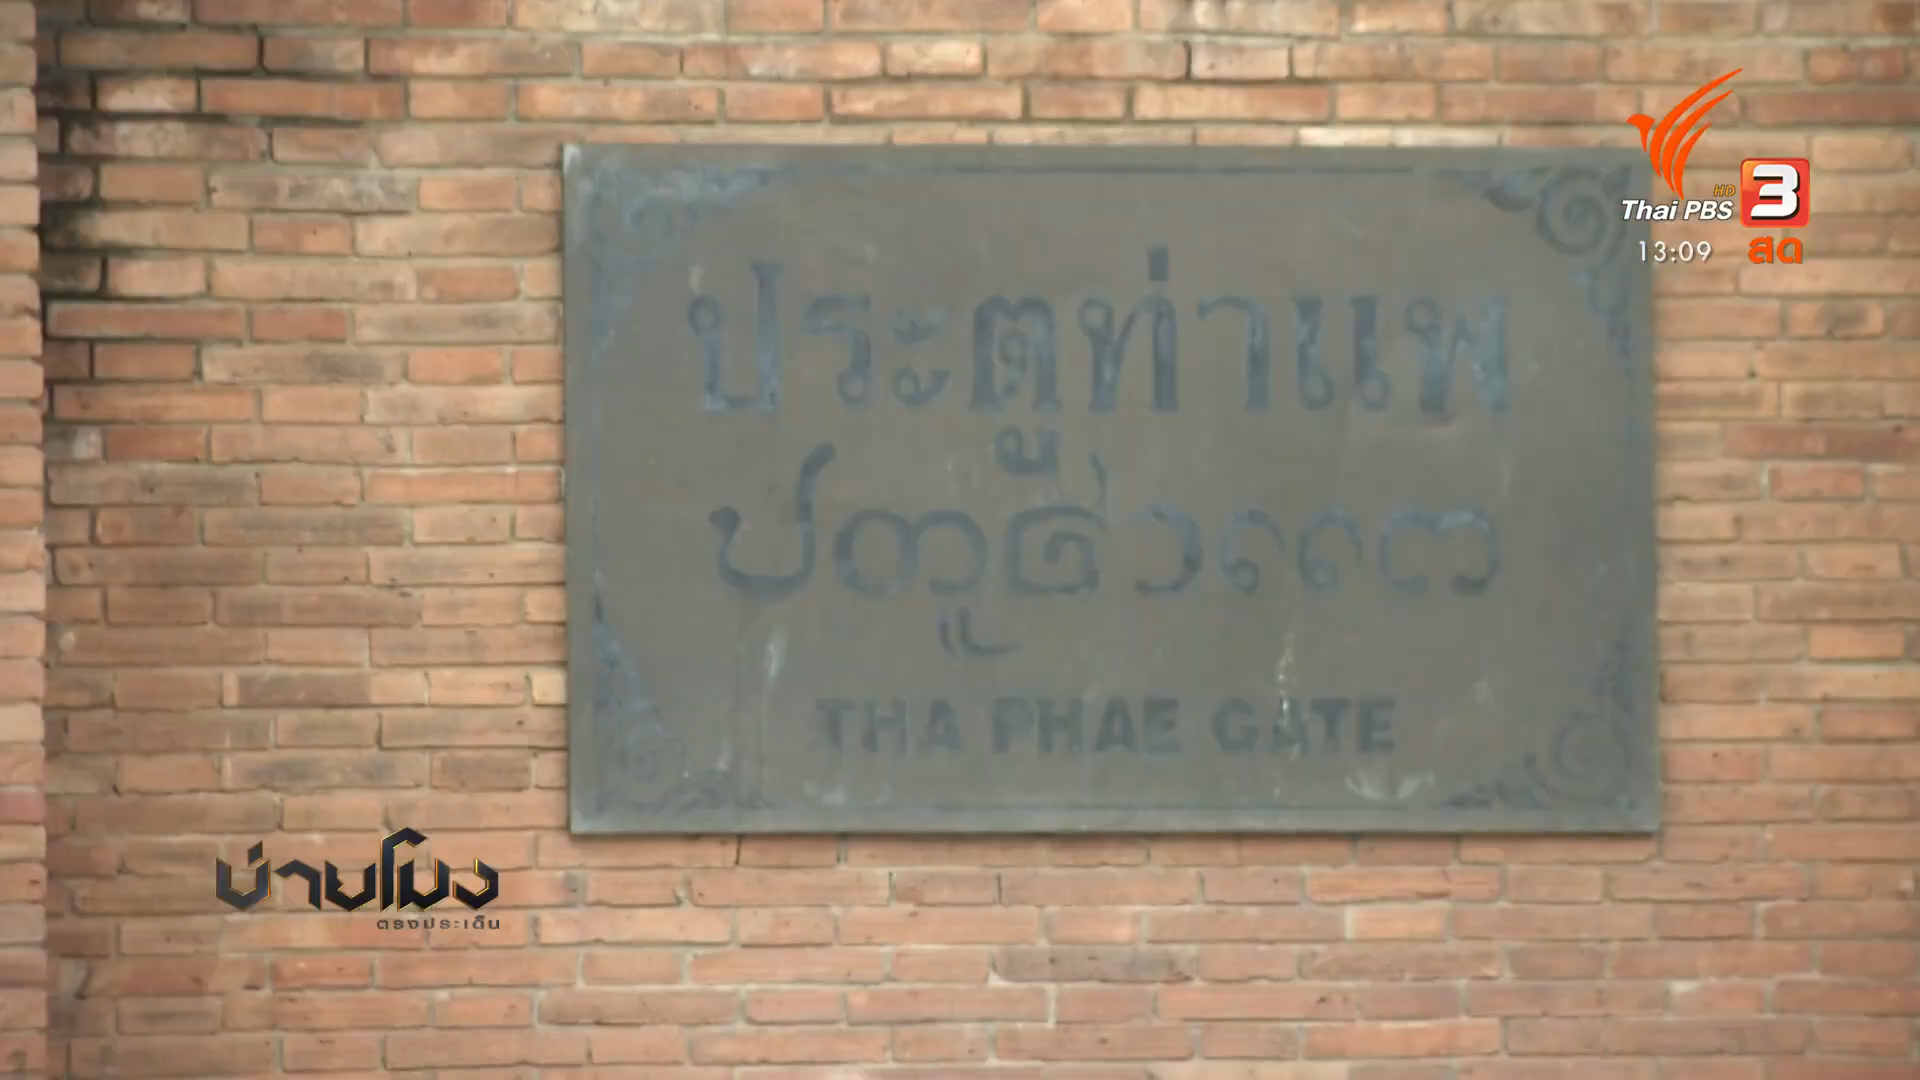 ประตูท่าแพ
THA PHAE GATE
Thai PBS HD 3
13:09 สด
บ่ายโมง
ตรงประเด็น